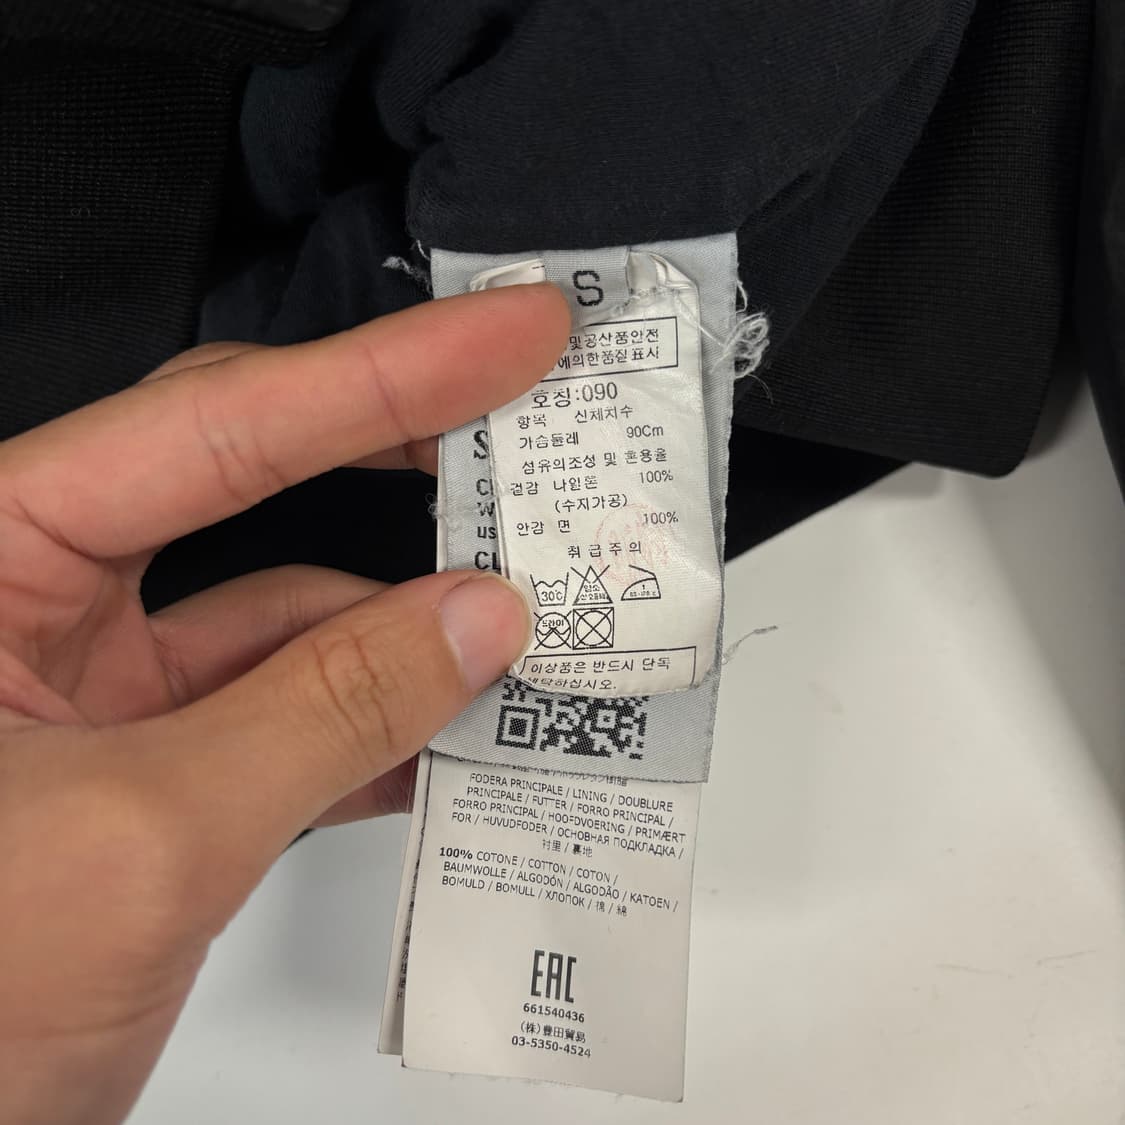 S
및공산품안전
에의한품질표사
호칭:090
항목 신체치수
가슴둘레 90Cm
섬유의조성 및 혼용율
겉감 나일론 100%
(수지가공)
안감 면 100%
취급주의
30℃
드라이
이상품은 반드시 단독
하십시오.
FODERA PRINCIPALE / LINING / DOUBLURE
PRINCIPALE / FUTTER / FORRO PRINCIPAL /
FORRO PRINCIPAL / HOOFDVOERING / PRIMÆRT
FOR / HUVUDFODER / ОСНОВНАЯ ПОДКЛАДКА /
衬里 / 裏地
100% COTONE / COTTON / COTON /
BAUMWOLLE / ALGODÓN / ALGODÃO / KATOEN /
BOMULD / BOMULL / ХЛОПОК / 棉 / 綿
EAC
661540436
(株)豊田貿易
03-5350-4524